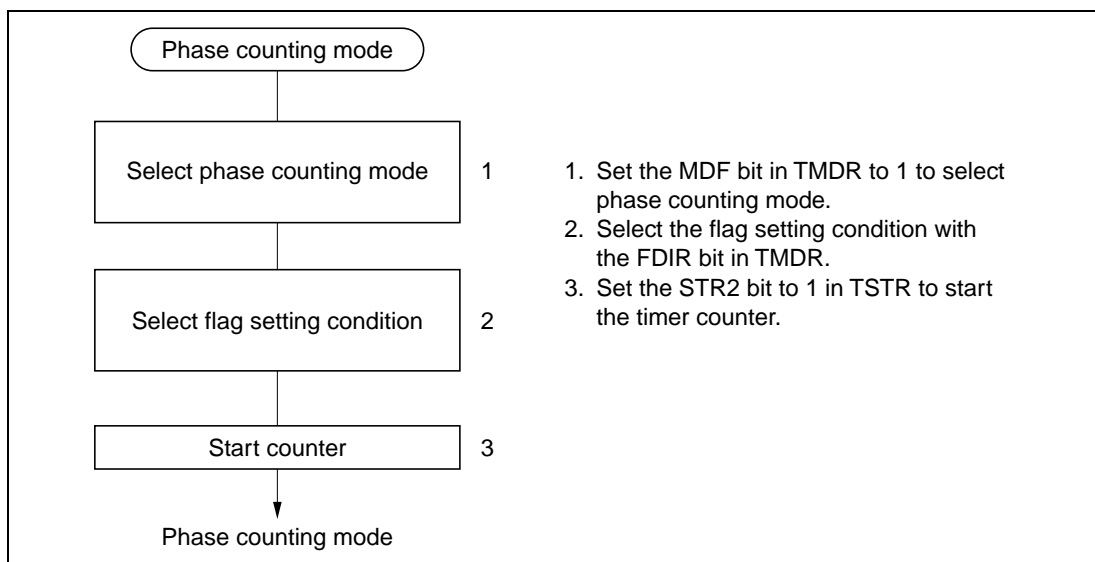 Phase counting mode
Select phase counting mode
1
Select flag setting condition
2
Start counter
3
Phase counting mode
1. Set the MDF bit in TMDR to 1 to select
phase counting mode.
2. Select the flag setting condition with
the FDIR bit in TMDR.
3. Set the STR2 bit to 1 in TSTR to start
the timer counter.